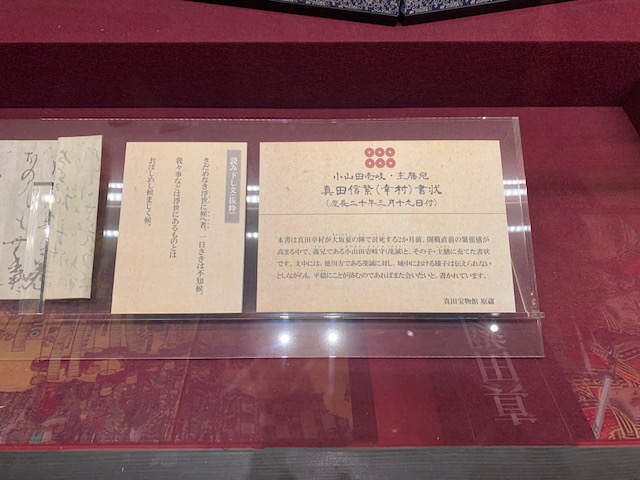 読み下し文(抜粋)
さだめなき浮世に候へ者、一日さきは不知候。
我々事などは浮世にあるものとは
おぼしめし候まじく候。
小山田壱岐・主膳宛
真田信繁(幸村)書状
(慶長二十年三月十九日付)
本書は真田幸村が大坂夏の陣で討死する2か月前、開戦直前の緊張感が
高まる中で、義兄である小山田壱岐守(茂誠)と、その子・主膳に充てた書状
です。文中には、徳川方である茂誠に対し、城中における様子は伝えられない
としながらも、平穏にことが済むのであればまた会いたいと、書かれています。
真田宝物館 原蔵